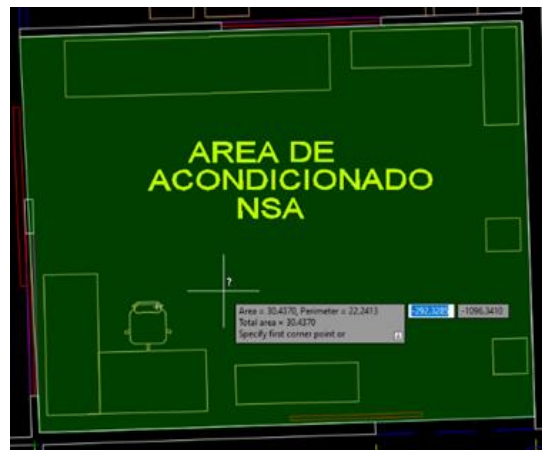 AREA DE
ACONDICIONADO
NSA
?
Area = 30.4370, Perimeter = 22.2413
Total area = 30.4370
Specify first corner point or
-292.3285
-1096.3410